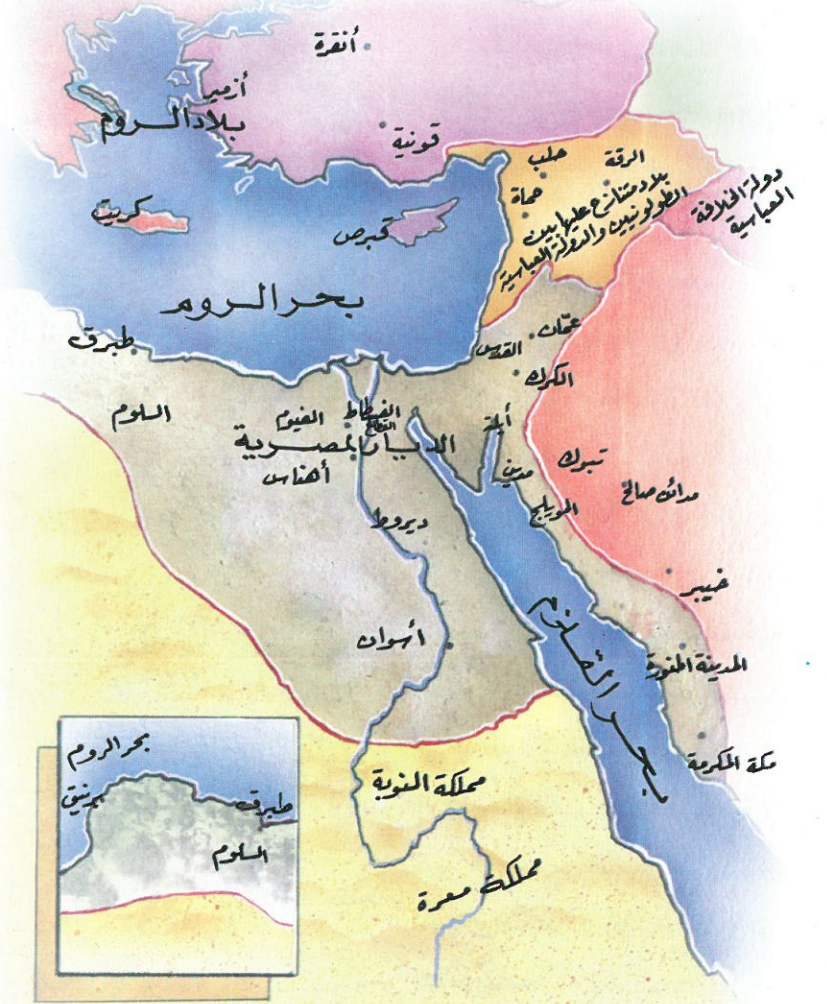 أنقرة
أزمير
بلاد الروم
قونية
حلب
الرقة
حماة
بلاد متنازع عليها بين
الطولونيين والدولة العباسية
دولة الخلافة
العباسية
كريت
قبرص
بحر الروم
طبرق
عمّان
القدس
الكرك
السلوم
الفيوم
الفسطاط
القطائع
أيلة
الديار المصرية
تبوك
مدين
أهناس
مدائن صالح
المويلح
ديروط
خيبر
بحر القلزم
أسوان
المدينة المنورة
مكة المكرمة
بحر الروم
برنيق
طبرق
السلوم
مملكة النوبة
مملكة